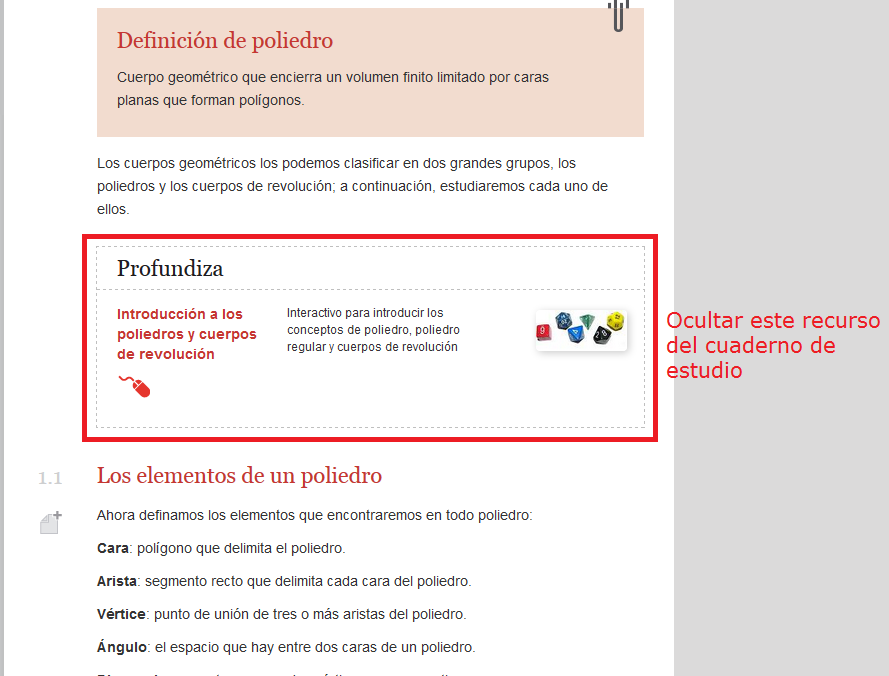 Definición de poliedro
Cuerpo geométrico que encierra un volumen finito limitado por caras
planas que forman polígonos.
Los cuerpos geométricos los podemos clasificar en dos grandes grupos, los
poliedros y los cuerpos de revolución; a continuación, estudiaremos cada uno de
ellos.
Profundiza
Introducción a los
poliedros y cuerpos
de revolución
Interactivo para introducir los
conceptos de poliedro, poliedro
regular y cuerpos de revolución
9
Ocultar este recurso
del cuaderno de
estudio
1.1 Los elementos de un poliedro
Ahora definamos los elementos que encontraremos en todo poliedro:
Cara: polígono que delimita el poliedro.
Arista: segmento recto que delimita cada cara del poliedro.
Vértice: punto de unión de tres o más aristas del poliedro.
Ángulo: el espacio que hay entre dos caras de un poliedro.